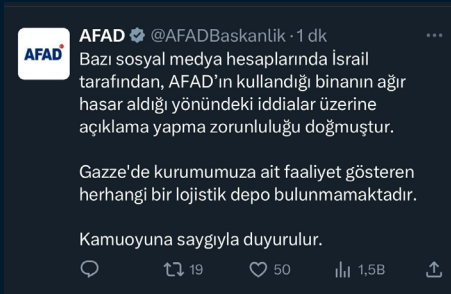 AFAD @AFADBaskanlik · 1 dk
AFAD
Bazı sosyal medya hesaplarında İsrail
tarafından, AFAD'ın kullandığı binanın ağır
hasar aldığı yönündeki iddialar üzerine
açıklama yapma zorunluluğu doğmuştur.
Gazze'de kurumumuza ait faaliyet gösteren
herhangi bir lojistik depo bulunmamaktadır.
Kamuoyuna saygıyla duyurulur.
19 50 1,5B